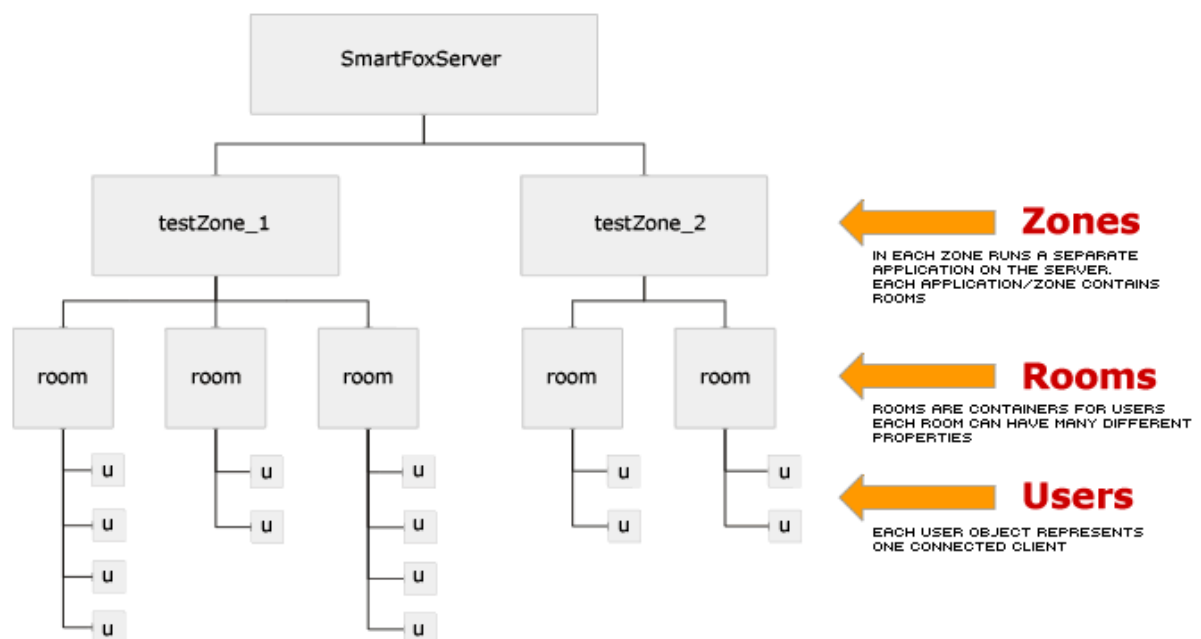 SmartFoxServer
testZone_1
testZone_2
Zones
IN EACH ZONE RUNS A SEPARATE
APPLICATION ON THE SERVER.
EACH APPLICATION/ZONE CONTAINS
ROOMS
room
room
room
room
room
Rooms
ROOMS ARE CONTAINERS FOR USERS
EACH ROOM CAN HAVE MANY DIFFERENT
PROPERTIES
u
u
u
u
u
Users
u
u
u
u
u
EACH USER OBJECT REPRESENTS
ONE CONNECTED CLIENT
u
u
u
u